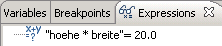 Variables Breakpoints Expressions
x+y
=? "hoehe * breite"= 20.0